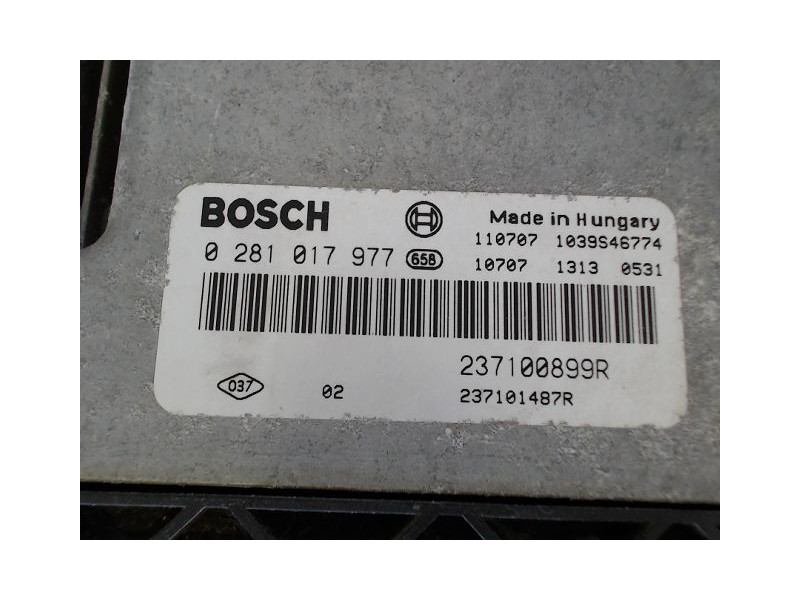 BOSCH
Made in Hungary
0 281 017 977 658
110707 1039S46774
10707 1313 0531
237100899R
037 02 237101487R